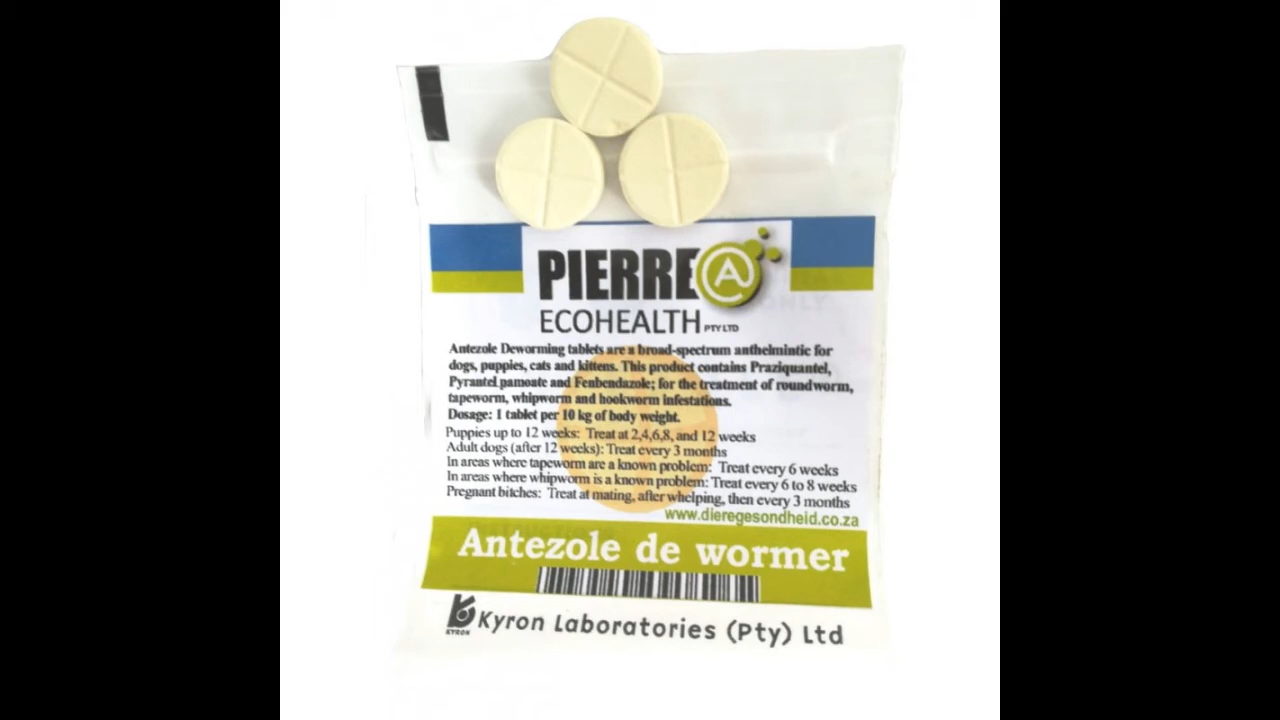 PIERRE
ECOHEALTH PTY LTD
Antezole Deworming tablets are a broad-spectrum anthelmintic for
dogs, puppies, cats and kittens. This product contains Praziquantel,
Pyrantel pamoate and Fenbendazole; for the treatment of roundworm,
tapeworm, whipworm and hookworm infestations.
Dosage: 1 tablet per 10 kg of body weight.
Puppies up to 12 weeks: Treat at 2,4,6,8, and 12 weeks
Adult dogs (after 12 weeks): Treat every 3 months
In areas where tapeworm are a known problem: Treat every 6 weeks
In areas where whipworm is a known problem: Treat every 6 to 8 weeks
Pregnant bitches: Treat at mating, after whelping, then every 3 months
www.dieregesondheid.co.za
Antezole de wormer
KYRON
Kyron Laboratories (Pty) Ltd